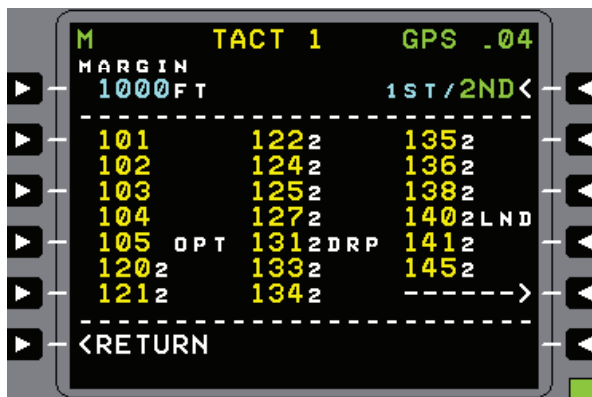 M TACT 1 GPS .04
MARGIN
1000FT 1ST/2ND<
--------------------------------
101 1222 1352
102 1242 1362
103 1252 1382
104 1272 1402LND
105 OPT 1312DRP 1412
1202 1332 1452
1212 1342 ------>
--------------------------------
<RETURN